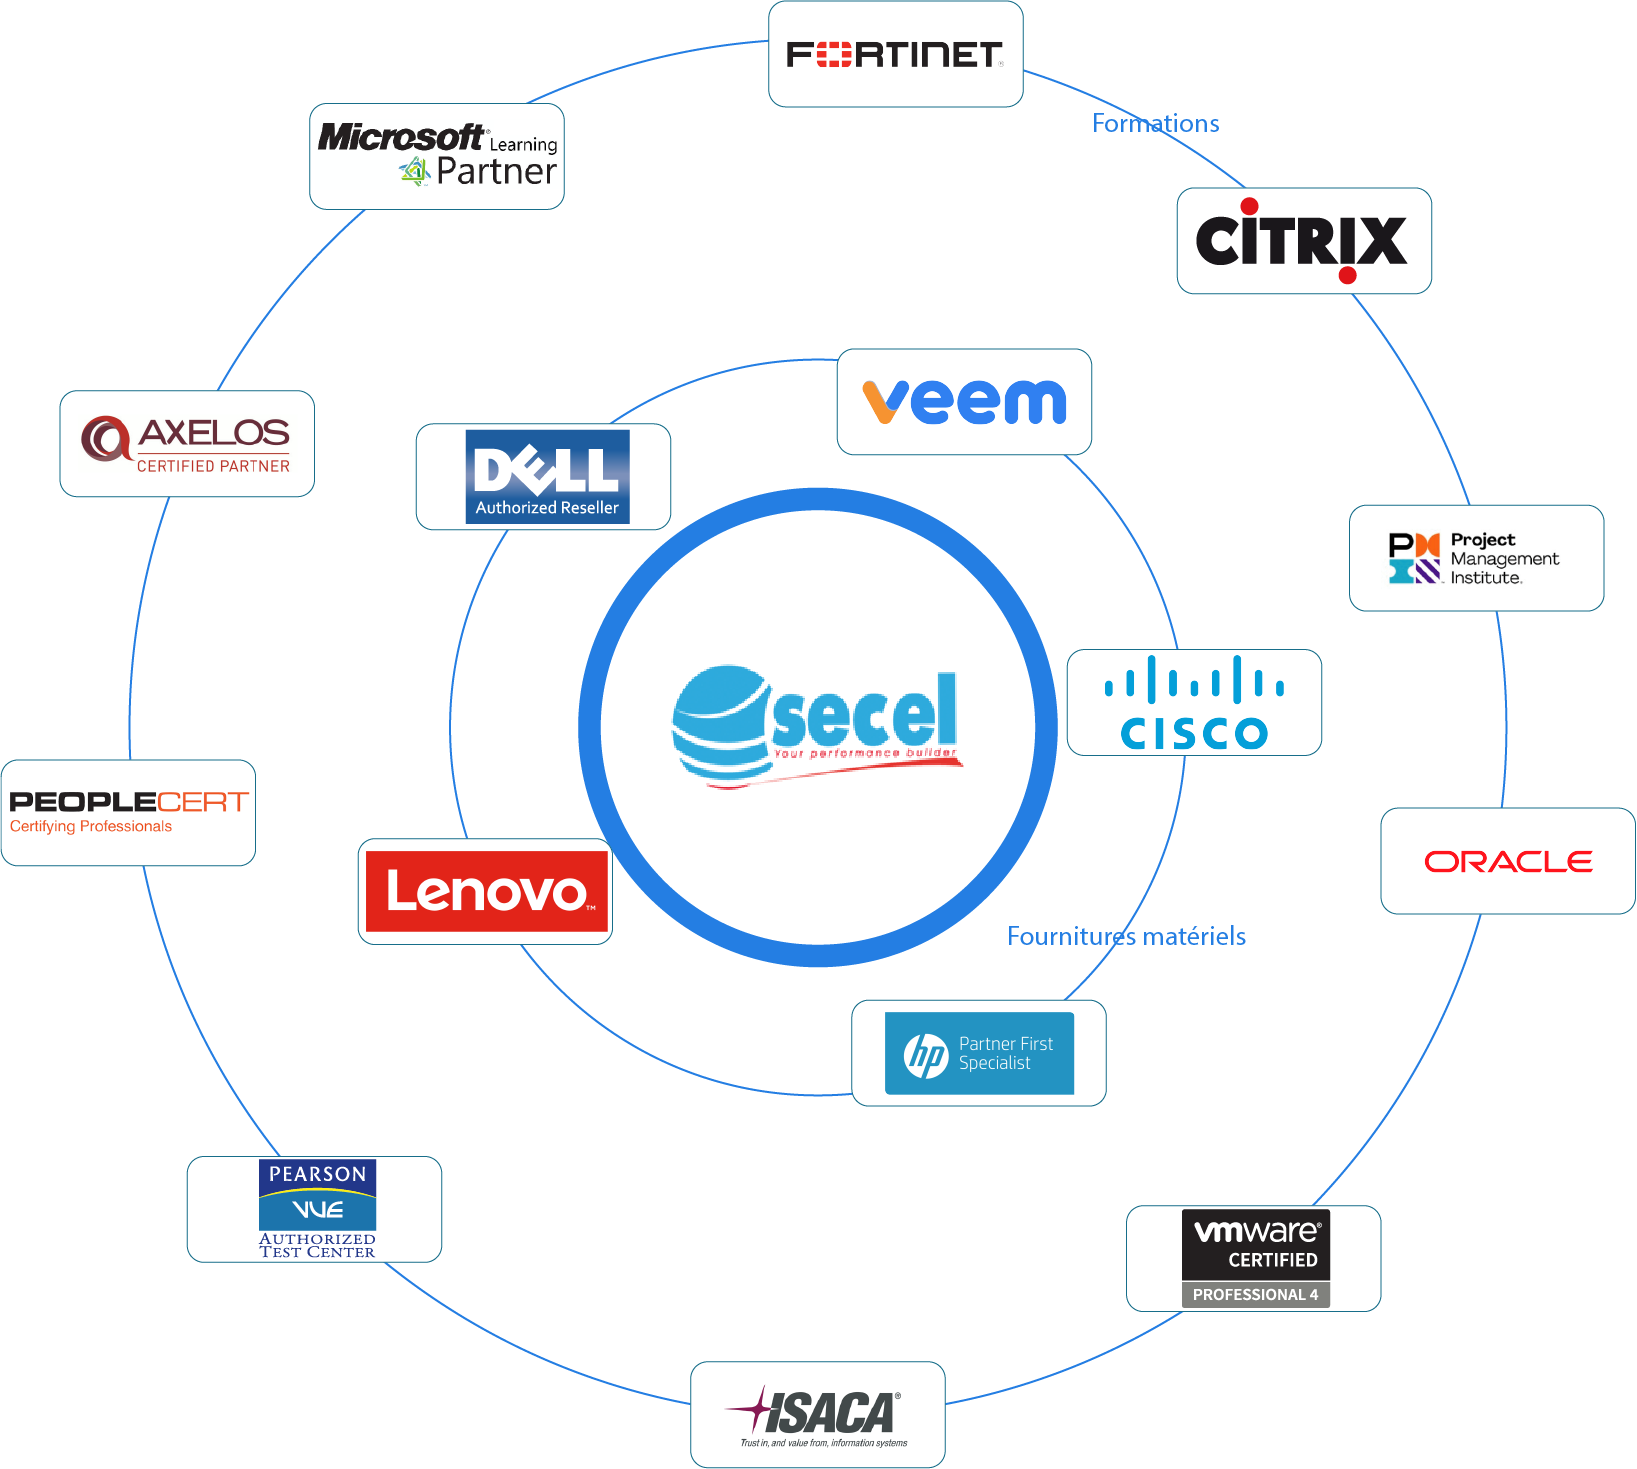 FORTINET
Formations
Microsoft Learning
Partner
CITRIX
veem
AXELOS
CERTIFIED PARTNER
DELL
Authorized Reseller
PM
Project
Management
Institute.
secel
Your performance builder
CISCO
PEOPLECERT
Certifying Professionals
Lenovo™
ORACLE
Fournitures matériels
hp
Partner First
Specialist
PEARSON
VUE
AUTHORIZED
TEST CENTER
vmware®
CERTIFIED
PROFESSIONAL 4
ISACA®
Trust in, and value from, information systems